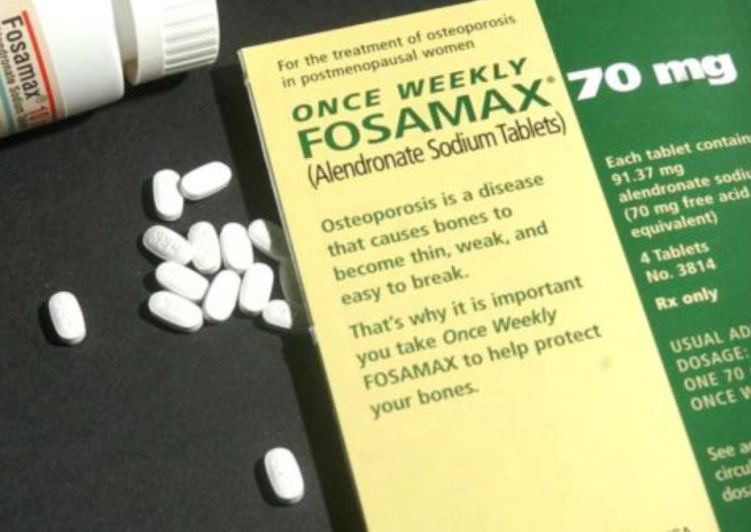 Fosamax
For the treatment of osteoporosis
in postmenopausal women
ONCE WEEKLY
FOSAMAX®
(Alendronate Sodium Tablets)
Osteoporosis is a disease
that causes bones to
become thin, weak, and
easy to break.
That's why it is important
you take Once Weekly
FOSAMAX to help protect
your bones.
70 mg
Each tablet contain
91.37 mg
alendronate sodiu
(70 mg free acid
equivalent)
4 Tablets
No. 3814
Rx only
USUAL AD
DOSAGE:
ONE 70
ONCE W
See a
circul
dosa